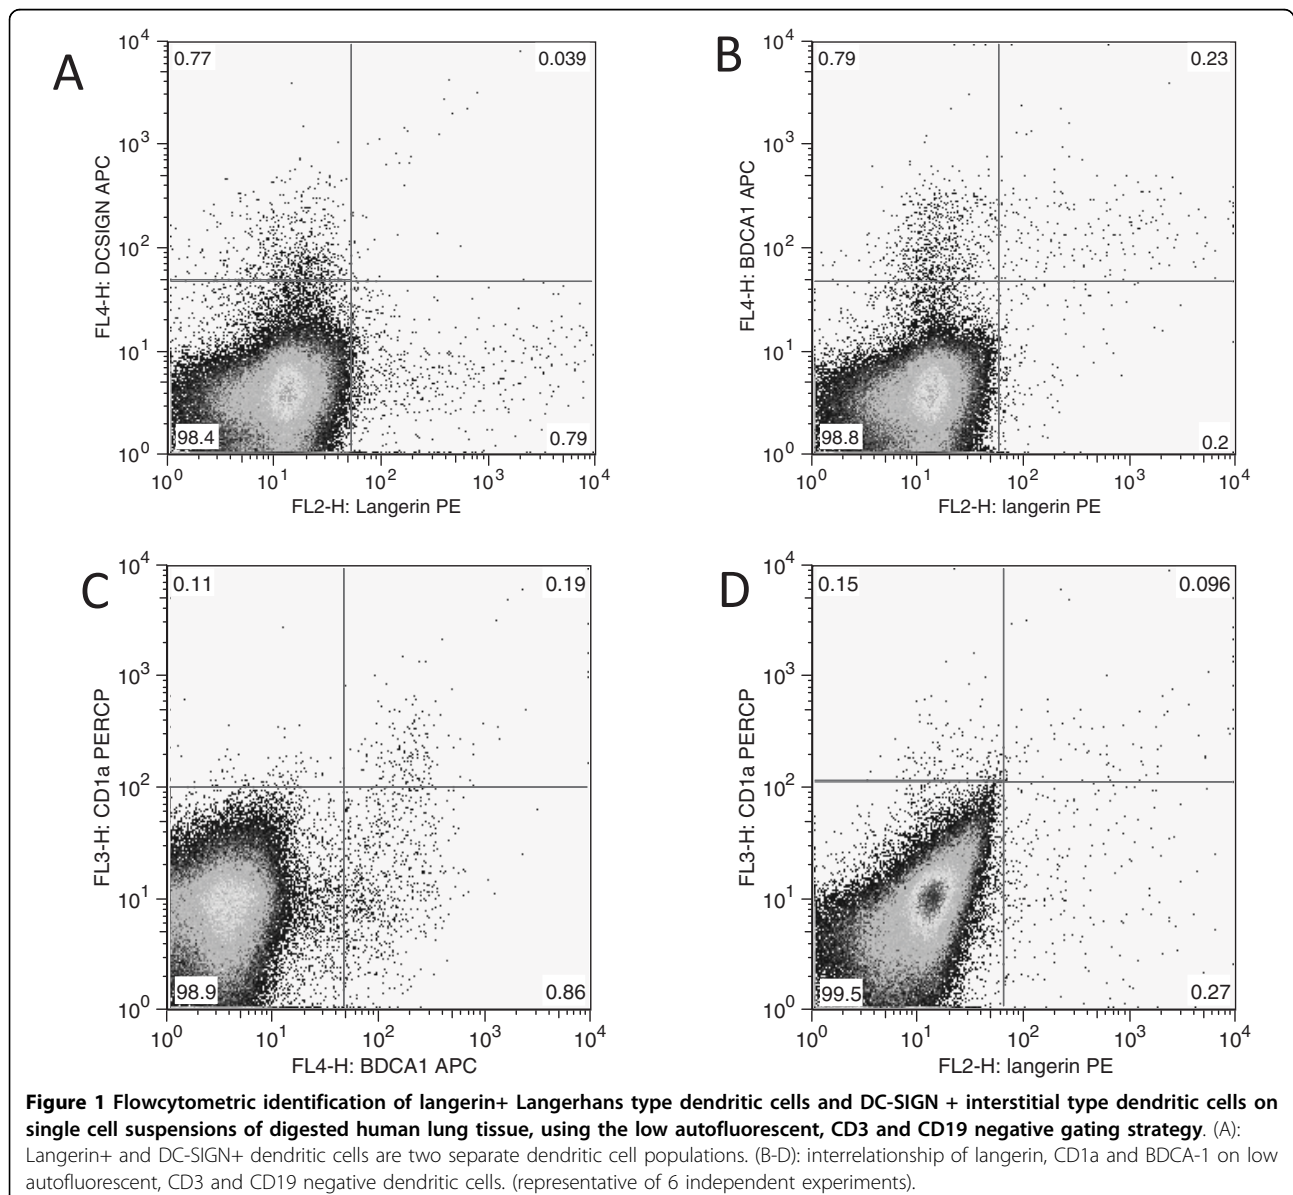 A
10^4
10^3
10^2
10^1
10^0
FL4-H: DCSIGN APC
0.77
0.039
98.4
0.79
10^0 10^1 10^2 10^3 10^4
FL2-H: Langerin PE
B
10^4
10^3
10^2
10^1
10^0
FL4-H: BDCA1 APC
0.79
0.23
98.8
0.2
10^0 10^1 10^2 10^3 10^4
FL2-H: langerin PE
C
10^4
10^3
10^2
10^1
10^0
FL3-H: CD1a PERCP
0.11
0.19
98.9
0.86
10^0 10^1 10^2 10^3 10^4
FL4-H: BDCA1 APC
D
10^4
10^3
10^2
10^1
10^0
FL3-H: CD1a PERCP
0.15
0.096
99.5
0.27
10^0 10^1 10^2 10^3 10^4
FL2-H: langerin PE
Figure 1 Flowcytometric identification of langerin+ Langerhans type dendritic cells and DC-SIGN + interstitial type dendritic cells on
single cell suspensions of digested human lung tissue, using the low autofluorescent, CD3 and CD19 negative gating strategy. (A):
Langerin+ and DC-SIGN+ dendritic cells are two separate dendritic cell populations. (B-D): interrelationship of langerin, CD1a and BDCA-1 on low
autofluorescent, CD3 and CD19 negative dendritic cells. (representative of 6 independent experiments).